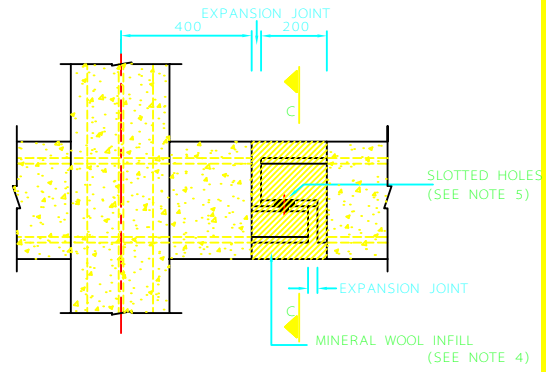 EXPANSION JOINT
400
200
C
SLOTTED HOLES
(SEE NOTE 5)
EXPANSION JOINT
C
MINERAL WOOL INFILL
(SEE NOTE 4)